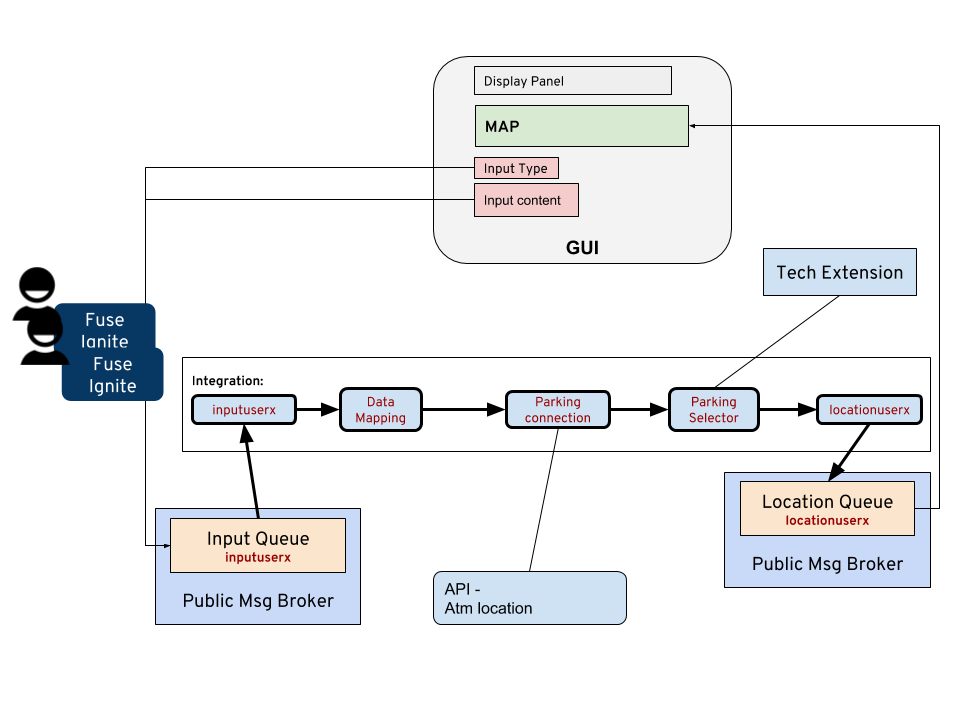 Display Panel
MAP
Input Type
Input content
GUI
Tech Extension
Fuse
Ignite
Fuse
Ignite
Integration:
inputuserx
Data
Mapping
Parking
connection
Parking
Selector
locationuserx
Input Queue
inputuserx
Public Msg Broker
API -
Atm location
Location Queue
locationuserx
Public Msg Broker